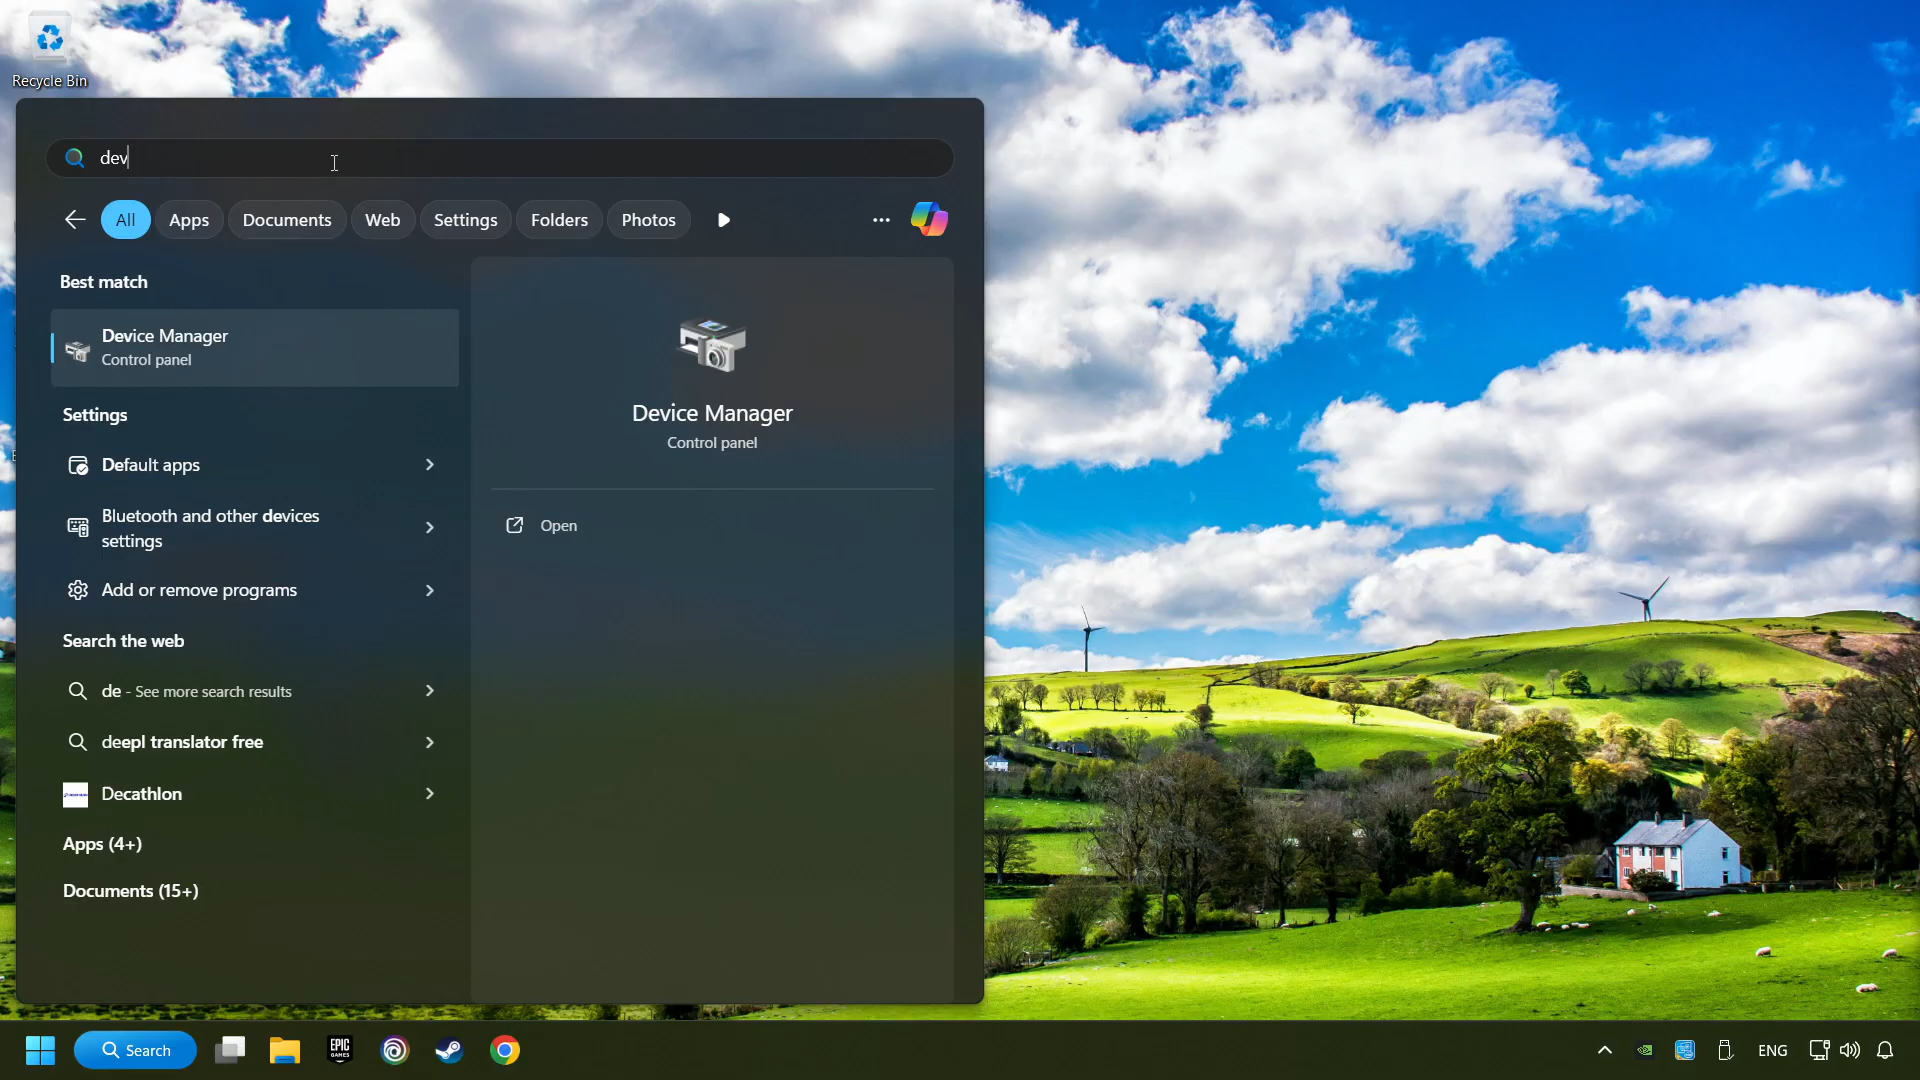 Recycle Bin
dev
All
Apps
Documents
Web
Settings
Folders
Photos
Best match
Device Manager
Control panel
Settings
Default apps
Bluetooth and other devices
settings
Add or remove programs
Search the web
de - See more search results
deepl translator free
Decathlon
Apps (4+)
Documents (15+)
Device Manager
Control panel
Open
Search
EPIC
GAMES
ENG